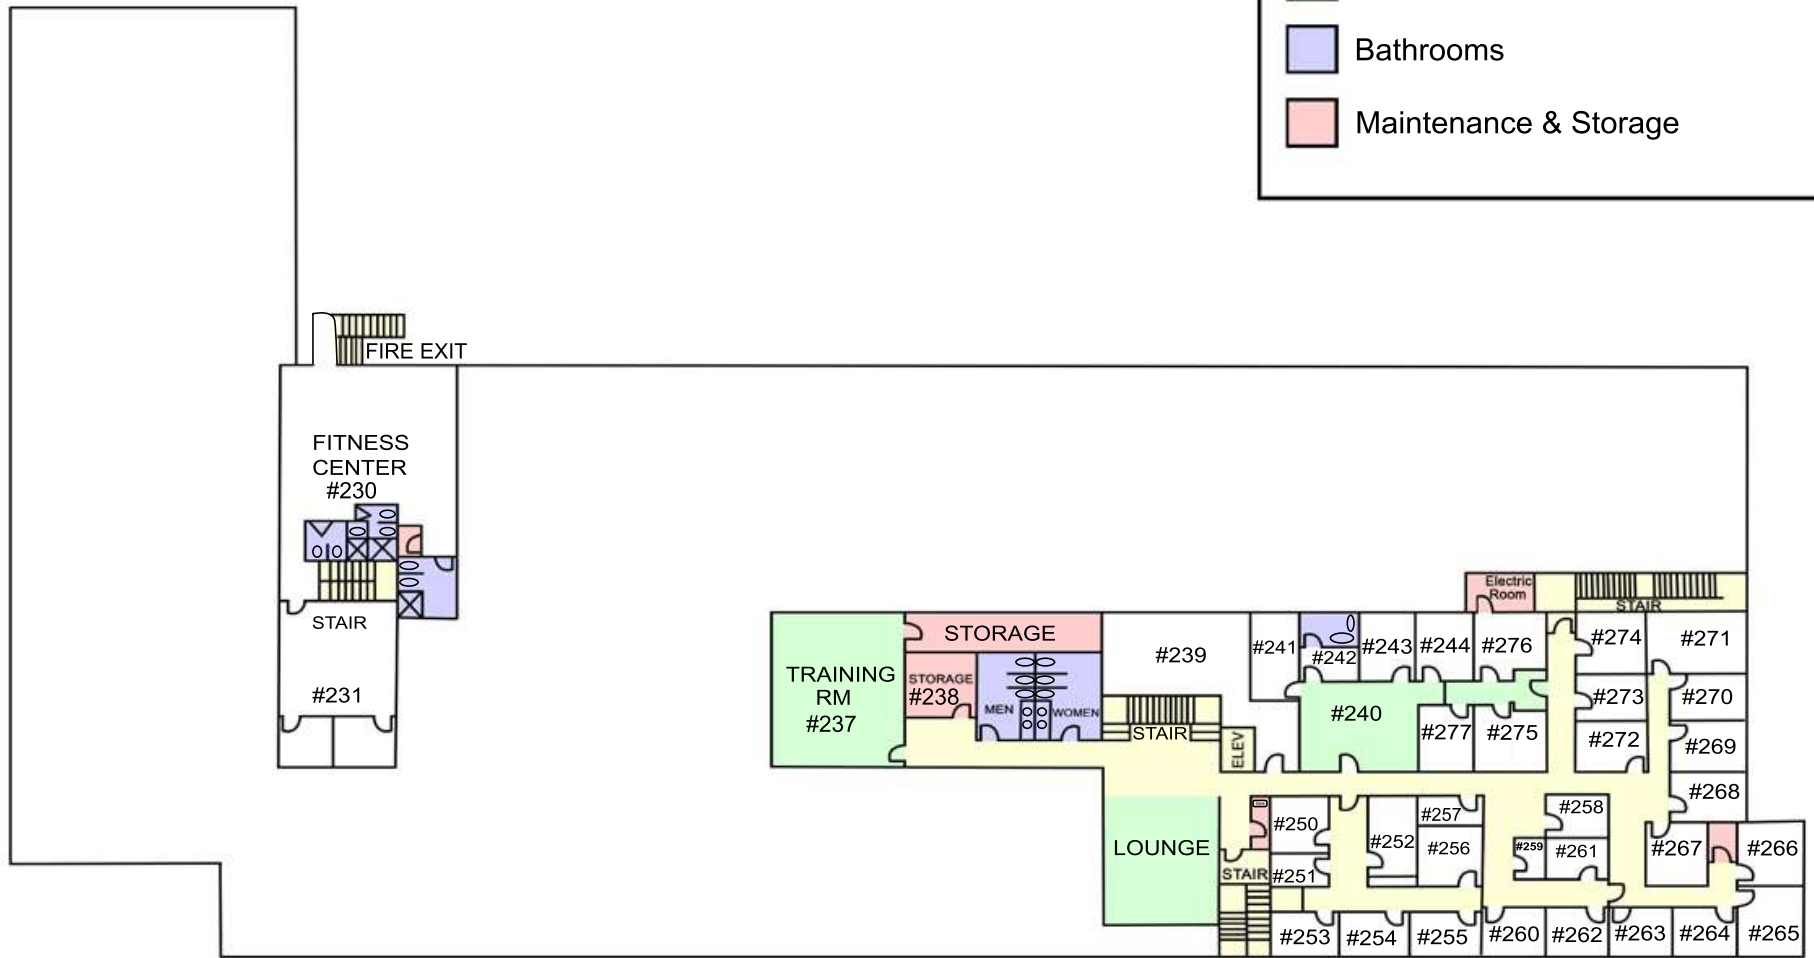 Bathrooms
Maintenance & Storage
FIRE EXIT
FITNESS
CENTER
#230
STAIR
#231
Electric
Room
STAIR
STORAGE
TRAINING
RM
#237
STORAGE
#238
MEN
WOMEN
#239
STAIR
ELEV
#241
#242
#243
#244
#276
#274
#271
#240
#277
#275
#273
#270
#272
#269
#268
LOUNGE
STAIR
#250
#251
#252
#257
#256
#258
#259
#261
#267
#266
#253
#254
#255
#260
#262
#263
#264
#265